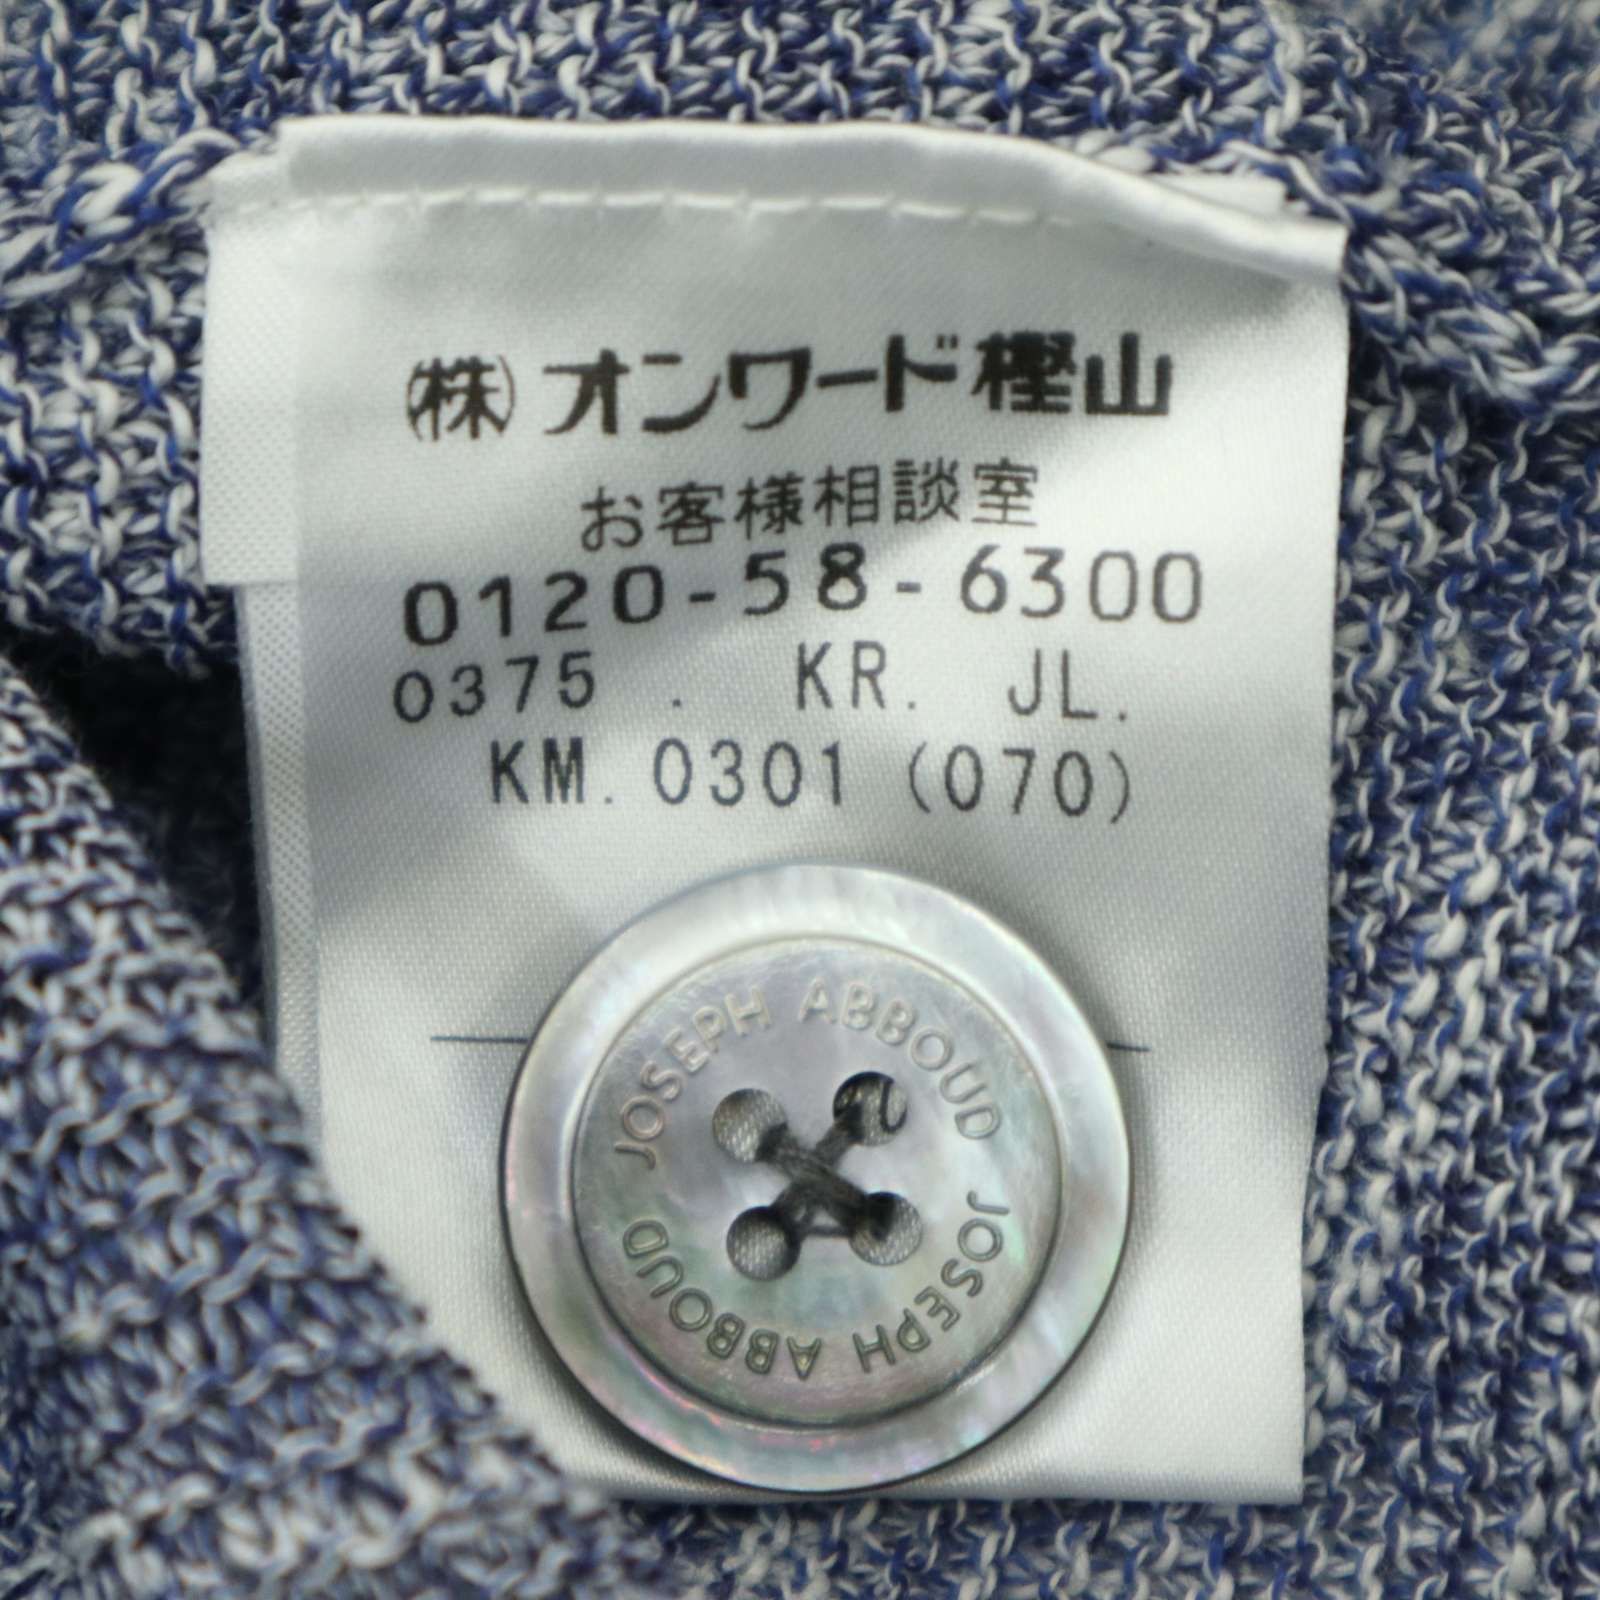 (株)オンワード樫山
お客様相談室
0120-58-6300
0375 . KR. JL.
KM. 0301 (070)
JOSEPH ABBOUD
JOSEPH ABBOUD